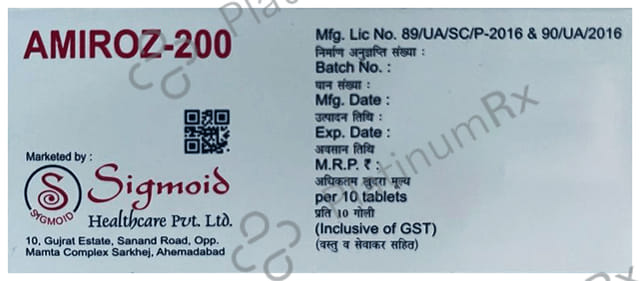 AMIROZ-200
Marketed by :
SYGMOID
Sigmoid
Healthcare Pvt. Ltd.
10, Gujrat Estate, Sanand Road, Opp.
Mamta Complex Sarkhej, Ahemadabad
Mfg. Lic No. 89/UA/SC/P-2016 & 90/UA/2016
निर्माण अनुज्ञप्ति संख्या :
Batch No. :
घान संख्या :
Mfg. Date :
उत्पादन तिथि :
Exp. Date :
अवसान तिथि
M.R.P. ₹ :
अधिकतम खुदरा मूल्य
per 10 tablets
प्रति 10 गोली
(Inclusive of GST)
(वस्तु व सेवाकर सहित)
PlatinumRx